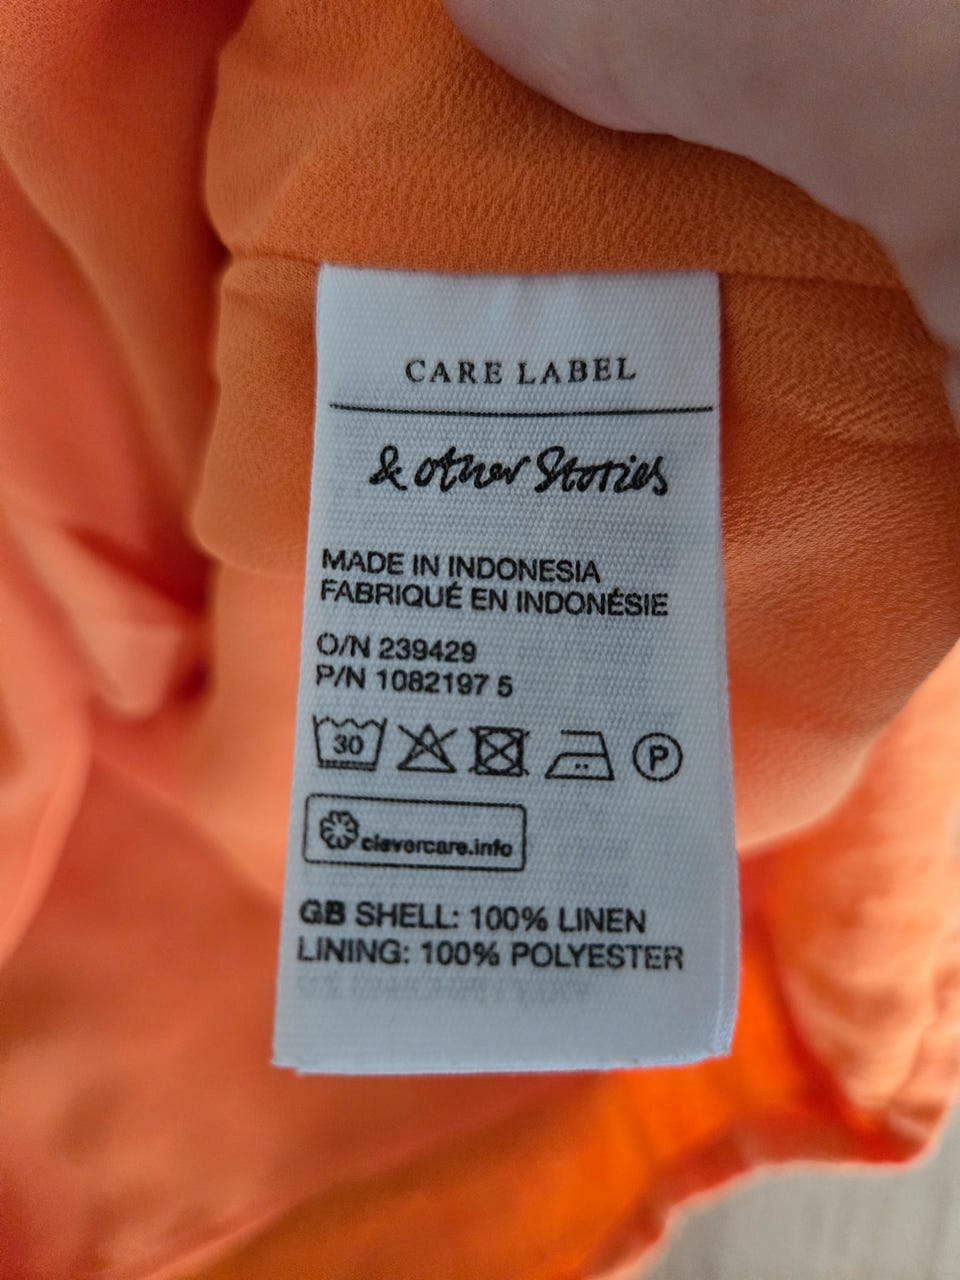 CARE LABEL
& other Stories
MADE IN INDONESIA
FABRIQUÉ EN INDONÉSIE
O/N 239429
P/N 1082197 5
30 P
clevercare.info
GB SHELL: 100% LINEN
LINING: 100% POLYESTER